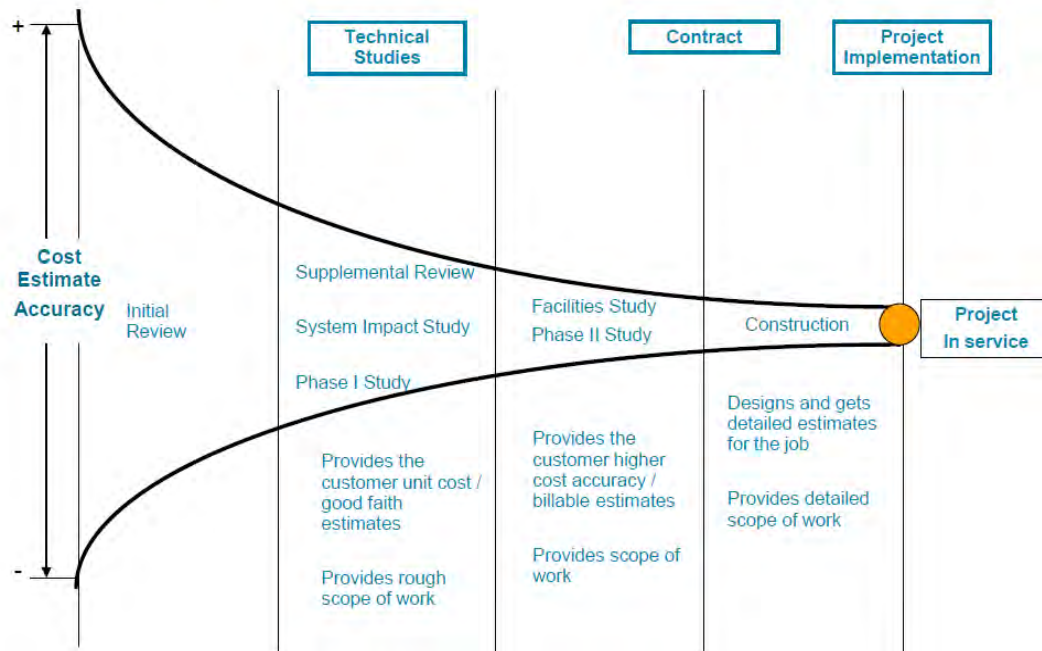 +
Technical
Studies
Contract
Project
Implementation
Cost
Estimate
Accuracy
Initial
Review
Supplemental Review
System Impact Study
Phase I Study
Facilities Study
Phase II Study
Construction
Project
In service
Provides the
customer unit cost /
good faith
estimates
Provides rough
scope of work
Provides the
customer higher
cost accuracy /
billable estimates
Provides scope of
work
Designs and gets
detailed estimates
for the job
Provides detailed
scope of work
-